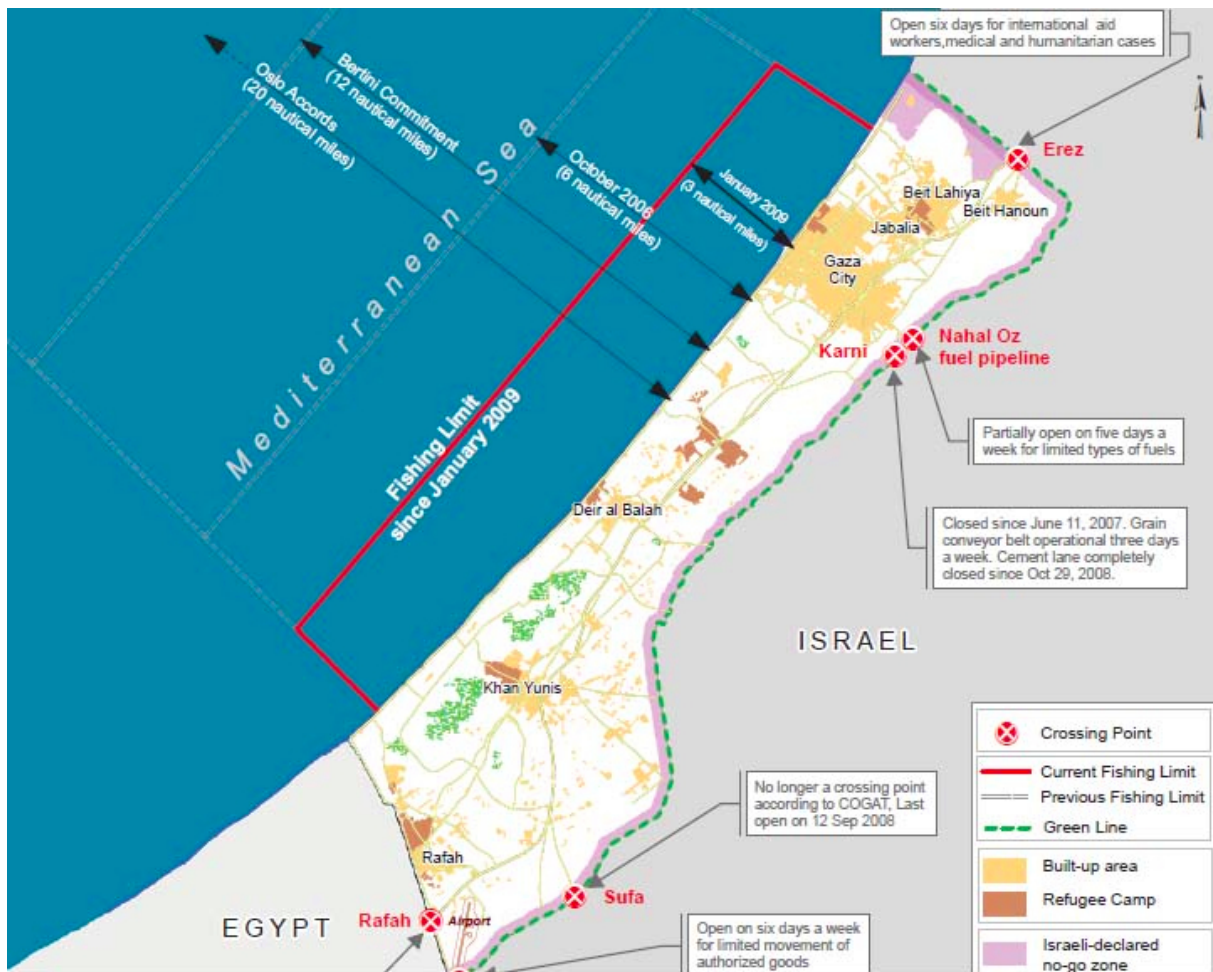 Open six days for international aid
workers,medical and humanitarian cases
Oslo Accords
(20 nautical miles)
Bertini Commitment
(12 nautical miles)
Mediterranean Sea
October 2006
(6 nautical miles)
January 2009
(3 nautical miles)
Fishing Limit
since January 2009
N
Erez
Beit Lahiya
Beit Hanoun
Jabalia
Gaza
City
Karni
Nahal Oz
fuel pipeline
Partially open on five days a
week for limited types of fuels
Deir al Balah
Closed since June 11, 2007. Grain
conveyor belt operational three days
a week. Cement lane completely
closed since Oct 29, 2008.
ISRAEL
Khan Yunis
No longer a crossing point
according to COGAT, Last
open on 12 Sep 2008
Rafah
Sufa
Rafah
Airport
EGYPT
Open on six days a week
for limited movement of
authorized goods
Crossing Point
Current Fishing Limit
Previous Fishing Limit
Green Line
Built-up area
Refugee Camp
Israeli-declared
no-go zone